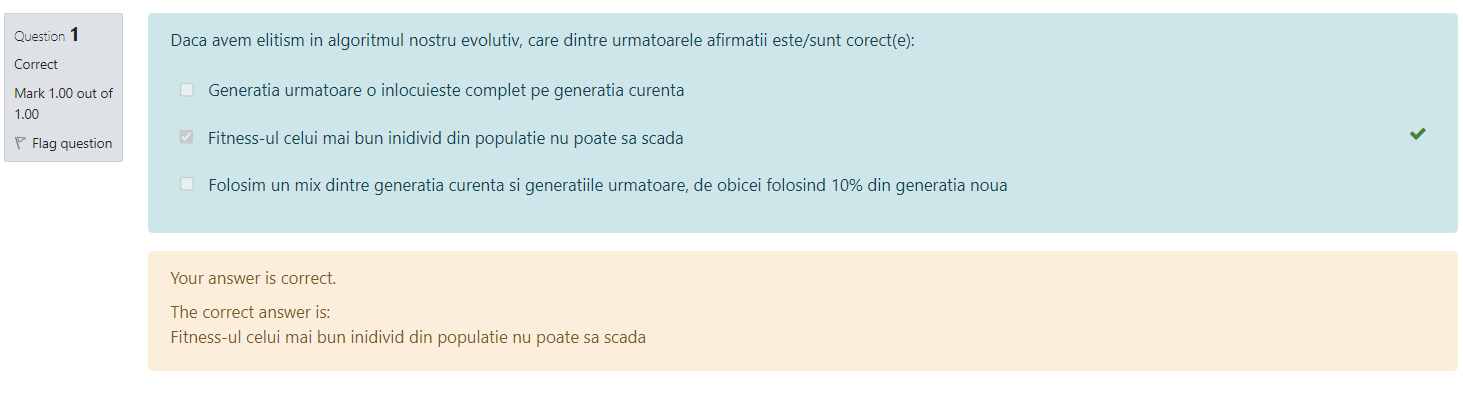 Question 1
Correct
Mark 1.00 out of
1.00
Flag question
Daca avem elitism in algoritmul nostru evolutiv, care dintre urmatoarele afirmatii este/sunt corect(e):
Generatia urmatoare o inlocuieste complet pe generatia curenta
Fitness-ul celui mai bun inidivid din populatie nu poate sa scada
Folosim un mix dintre generatia curenta si generatiile urmatoare, de obicei folosind 10% din generatia noua
Your answer is correct.
The correct answer is:
Fitness-ul celui mai bun inidivid din populatie nu poate sa scada